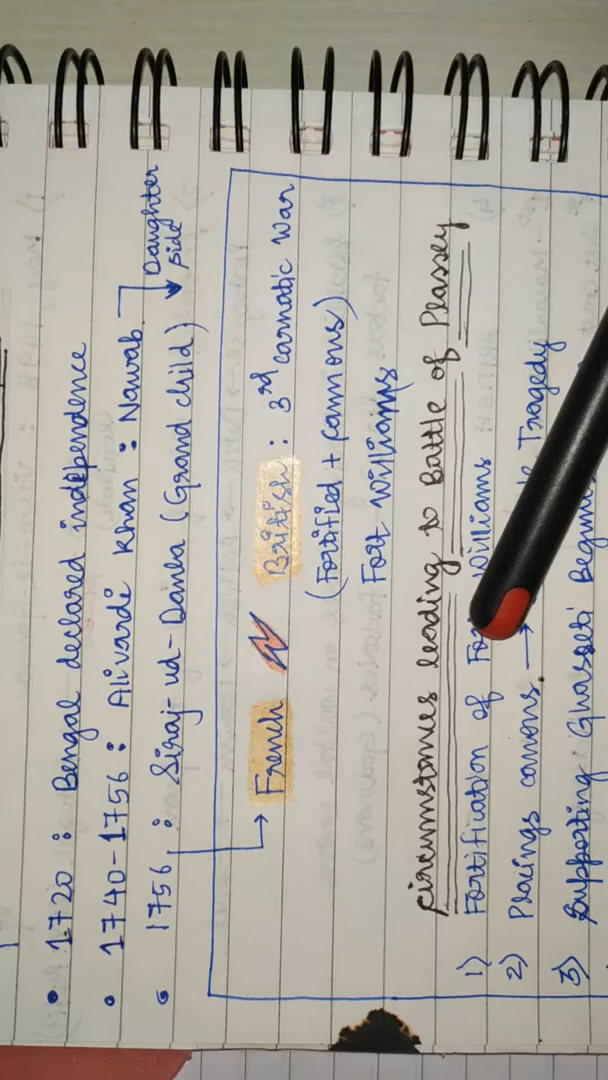 • 1720 : Bengal declared independence
• 1740-1756 : Alivardi Khan : Nawab
Daughter side
• 1756 : Siraj-ud-Daula (Grand child)
French British : 3rd carnatic War
(Fortified + cannons)
Fort Williams
circumstances leading to Battle of Plassey
1) Fortification of Williams
2) Placings canons → Tragedy
3) Supporting Ghasseti